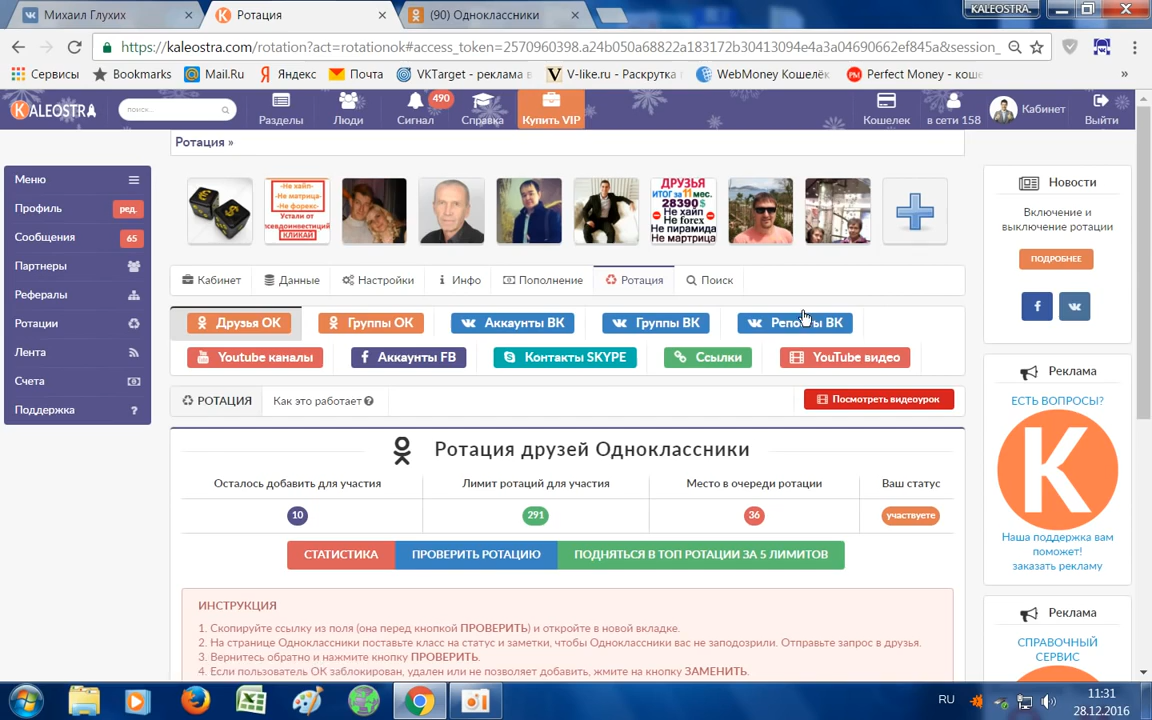 Михаил Глухих
Ротация
(90) Одноклассники
KALEOSTRA.
https://kaleostra.com/rotation?act=rotationok#access_token=2570960398.a24b050a68822a183172b30413094e4a3a04690662ef845a&session_
Сервисы
Bookmarks
Mail.Ru
Яндекс
Почта
VKTarget - реклама в
V-like.ru - Раскрутка г
WebMoney Кошелёк
Perfect Money - коше
»
KALEOSTRA
поиск..
Разделы
Люди
490
Сигнал
Справка
Купить VIP
Кошелек
в сети 158
Кабинет
Выйти
Ротация »
Меню
Профиль
ред.
Сообщения
65
Партнеры
Рефералы
Ротации
Лента
Счета
Поддержка
?
-Не хайп-
-Не матрица-
-Не форекс-
Устали от
псевдоинвестиций
КЛИКАЙ
ДРУЗЬЯ
ИТОГ за 11 мес.
28390$
Не хайп
Не forex
Не пирамида
Не матрица
Кабинет
Данные
Настройки
Инфо
Пополнение
Ротация
Поиск
Друзья ОК
Группы ОК
Аккаунты ВК
Группы ВК
Репосты ВК
Youtube каналы
Аккаунты FB
Контакты SKYPE
Ссылки
YouTube видео
РОТАЦИЯ
Как это работает
Посмотреть видеоурок
Ротация друзей Одноклассники
Осталось добавить для участия
Лимит ротаций для участия
Место в очереди ротации
Ваш статус
10
291
36
участвуете
СТАТИСТИКА
ПРОВЕРИТЬ РОТАЦИЮ
ПОДНЯТЬСЯ В ТОП РОТАЦИИ ЗА 5 ЛИМИТОВ
ИНСТРУКЦИЯ
1. Скопируйте ссылку из поля (она перед кнопкой ПРОВЕРИТЬ) и откройте в новой вкладке.
2. На странице Одноклассники поставьте класс на статус и заметки, чтобы Одноклассники вас не заподозрили. Отправьте запрос в друзья.
3. Вернитесь обратно и нажмите кнопку ПРОВЕРИТЬ.
4. Если пользователь ОК заблокирован, удален или не позволяет добавить, жмите на кнопку ЗАМЕНИТЬ.
Новости
Включение и
выключение ротации
ПОДРОБНЕЕ
Реклама
ЕСТЬ ВОПРОСЫ?
K
Наша поддержка вам
поможет!
заказать рекламу
Реклама
СПРАВОЧНЫЙ
СЕРВИС
RU
11:31
28.12.2016